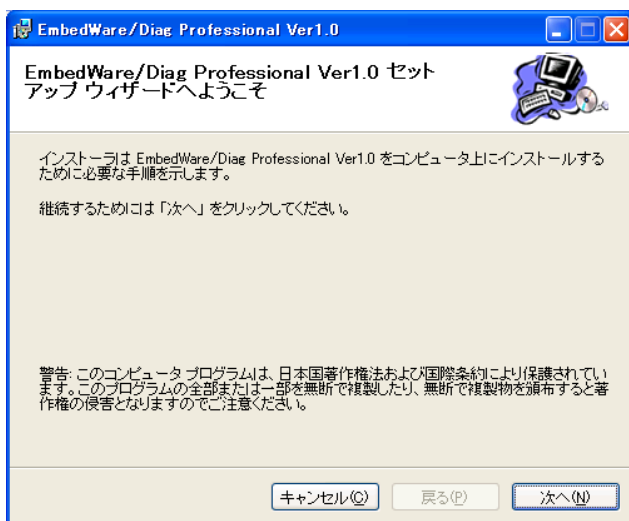 EmbedWare/Diag Professional Ver1.0
EmbedWare/Diag Professional Ver1.0 セット
アップ ウィザードへようこそ
インストーラは EmbedWare/Diag Professional Ver1.0 をコンピュータ上にインストールする
ために必要な手順を示します。
継続するためには「次へ」をクリックしてください。
警告: このコンピュータ プログラムは、日本国著作権法および国際条約により保護されてい
ます。このプログラムの全部または一部を無断で複製したり、無断で複製物を頒布すると著
作権の侵害となりますのでご注意ください。
キャンセル(C) 戻る(P) 次へ(N)